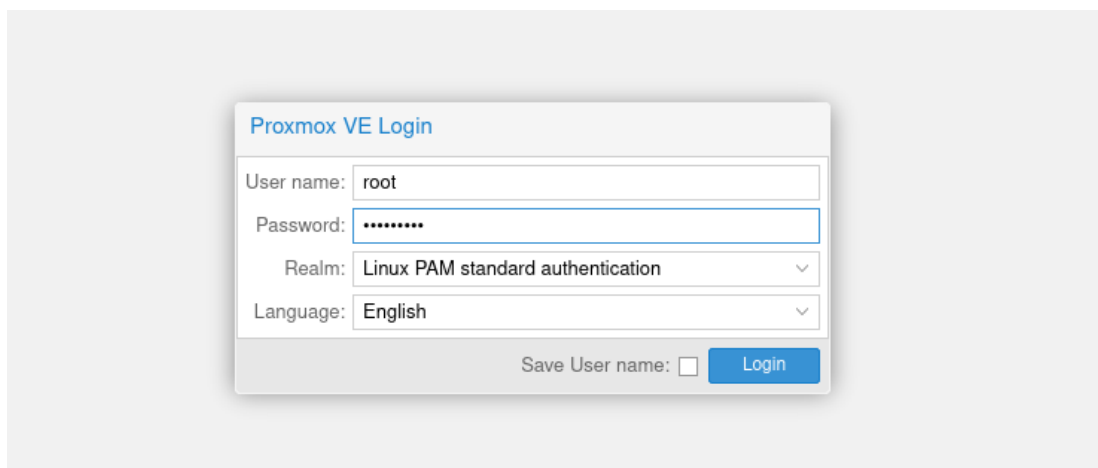 Proxmox VE Login
User name: root
Password: •••••••••
Realm: Linux PAM standard authentication
Language: English
Save User name: Login